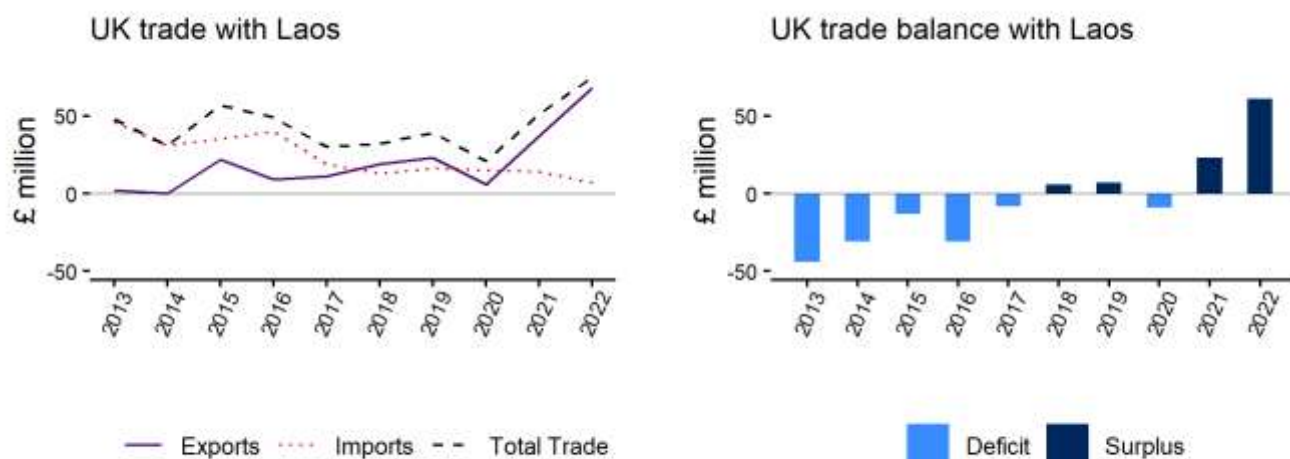 UK trade with Laos
£ million
50
0
-50
2013 2014 2015 2016 2017 2018 2019 2020 2021 2022
Exports Imports Total Trade
UK trade balance with Laos
£ million
50
0
-50
2013 2014 2015 2016 2017 2018 2019 2020 2021 2022
Deficit Surplus